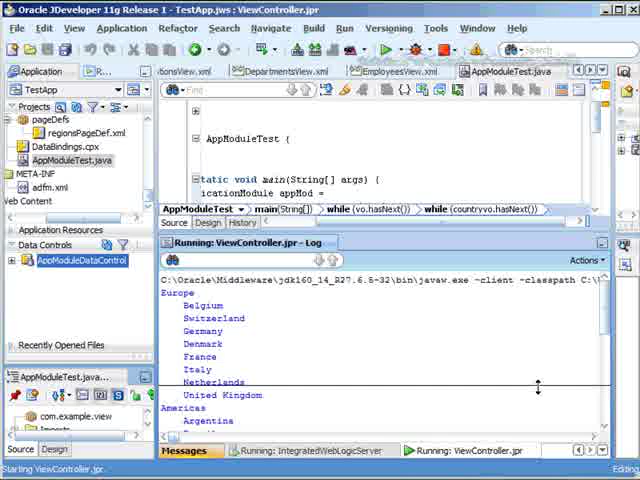 Oracle JDeveloper 11g Release 1 - TestApp.jws : ViewController.jpr
File Edit View Application Refactor Search Navigate Build Run Versioning Tools Window Help
Search
Application R...
tionsView.xml DepartmentsView.xml EmployeesView.xml AppModuleTest.java
TestApp
Find
Projects
pageDefs
regionsPageDef.xml
DataBindings.cpx
AppModuleTest.java
META-INF
adfm.xml
Web Content
AppModuleTest {
tatic void main(String[] args) {
icationModule appMod =
AppModuleTest main(String[]) while (vo.hasNext()) while (countryvo.hasNext())
Source Design History
Application Resources
Data Controls
AppModuleDataControl
Recently Opened Files
Running: ViewController.jpr - Log
Actions
C:\Oracle\Middleware\jdk160_14_R27.6.5-32\bin\javaw.exe -client -classpath C:\
Europe
Belgium
Switzerland
Germany
Denmark
France
Italy
Netherlands
United Kingdom
Americas
Argentina
AppModuleTest.java...
com.example.view
Imports
Source Design
Messages Running: IntegratedWebLogicServer Running: ViewController.jpr
Starting ViewController.jpr Editing